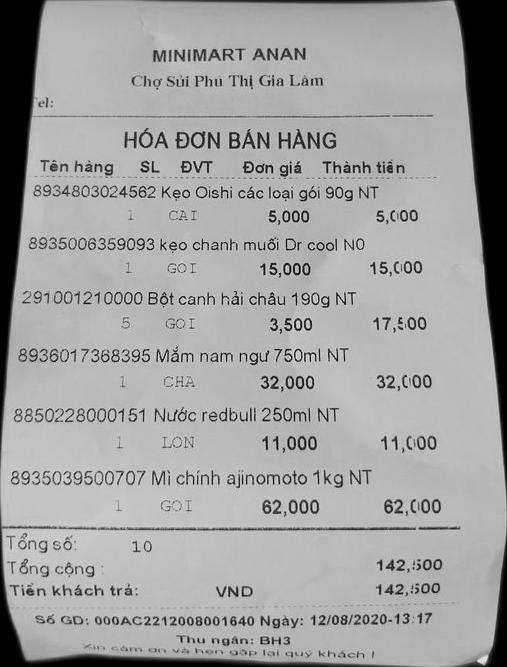 MINIMART ANAN
Chợ Sủi Phú Thị Gia Lâm
Tel:
HÓA ĐƠN BÁN HÀNG
Tên hàng SL ĐVT Đơn giá Thành tiền
8934803024562 Kẹo Oishi các loại gói 90g NT
1 CAI 5,000 5,000
8935006359093 kẹo chanh muối Dr cool N0
1 GOI 15,000 15,000
291001210000 Bột canh hải châu 190g NT
5 GOI 3,500 17,500
8936017368395 Mắm nam ngư 750ml NT
1 CHA 32,000 32,000
8850228000151 Nước redbull 250ml NT
1 LON 11,000 11,000
8935039500707 Mì chính ajinomoto 1kg NT
1 GOI 62,000 62,000
Tổng số: 10
Tổng cộng : 142,500
Tiền khách trả: VND 142,500
Số GD: 000AC2212008001640 Ngày: 12/08/2020-13:17
Thu ngân: BH3
Xin cảm ơn và hẹn gặp lại quý khách !